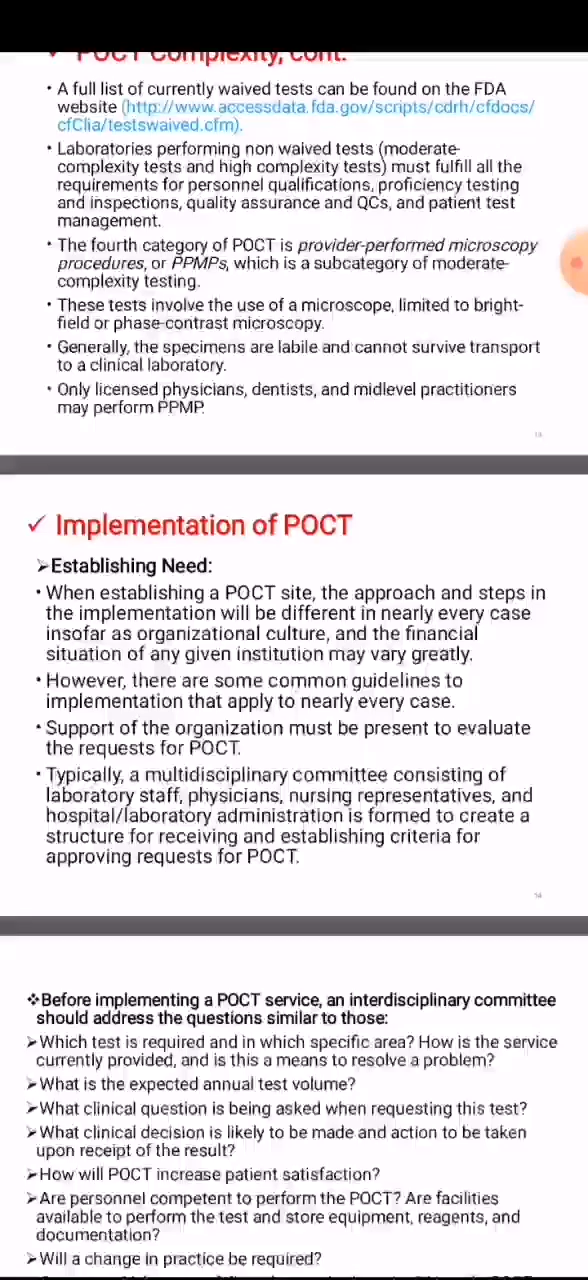 ✓ POCT Complexity, cont.
• A full list of currently waived tests can be found on the FDA
website (http://www.accessdata.fda.gov/scripts/cdrh/cfdocs/
cfClia/testswaived.cfm).
• Laboratories performing non waived tests (moderate-
complexity tests and high complexity tests) must fulfill all the
requirements for personnel qualifications, proficiency testing
and inspections, quality assurance and QCs, and patient test
management.
• The fourth category of POCT is provider-performed microscopy
procedures, or PPMPs, which is a subcategory of moderate-
complexity testing.
• These tests involve the use of a microscope, limited to bright-
field or phase-contrast microscopy.
• Generally, the specimens are labile and cannot survive transport
to a clinical laboratory.
• Only licensed physicians, dentists, and midlevel practitioners
may perform PPMP.
13
✓ Implementation of POCT
➢Establishing Need:
• When establishing a POCT site, the approach and steps in
the implementation will be different in nearly every case
insofar as organizational culture, and the financial
situation of any given institution may vary greatly.
• However, there are some common guidelines to
implementation that apply to nearly every case.
• Support of the organization must be present to evaluate
the requests for POCT.
• Typically, a multidisciplinary committee consisting of
laboratory staff, physicians, nursing representatives, and
hospital/laboratory administration is formed to create a
structure for receiving and establishing criteria for
approving requests for POCT.
14
❖Before implementing a POCT service, an interdisciplinary committee
should address the questions similar to those:
➢Which test is required and in which specific area? How is the service
currently provided, and is this a means to resolve a problem?
➢What is the expected annual test volume?
➢What clinical question is being asked when requesting this test?
➢What clinical decision is likely to be made and action to be taken
upon receipt of the result?
➢How will POCT increase patient satisfaction?
➢Are personnel competent to perform the POCT? Are facilities
available to perform the test and store equipment, reagents, and
documentation?
➢Will a change in practice be required?